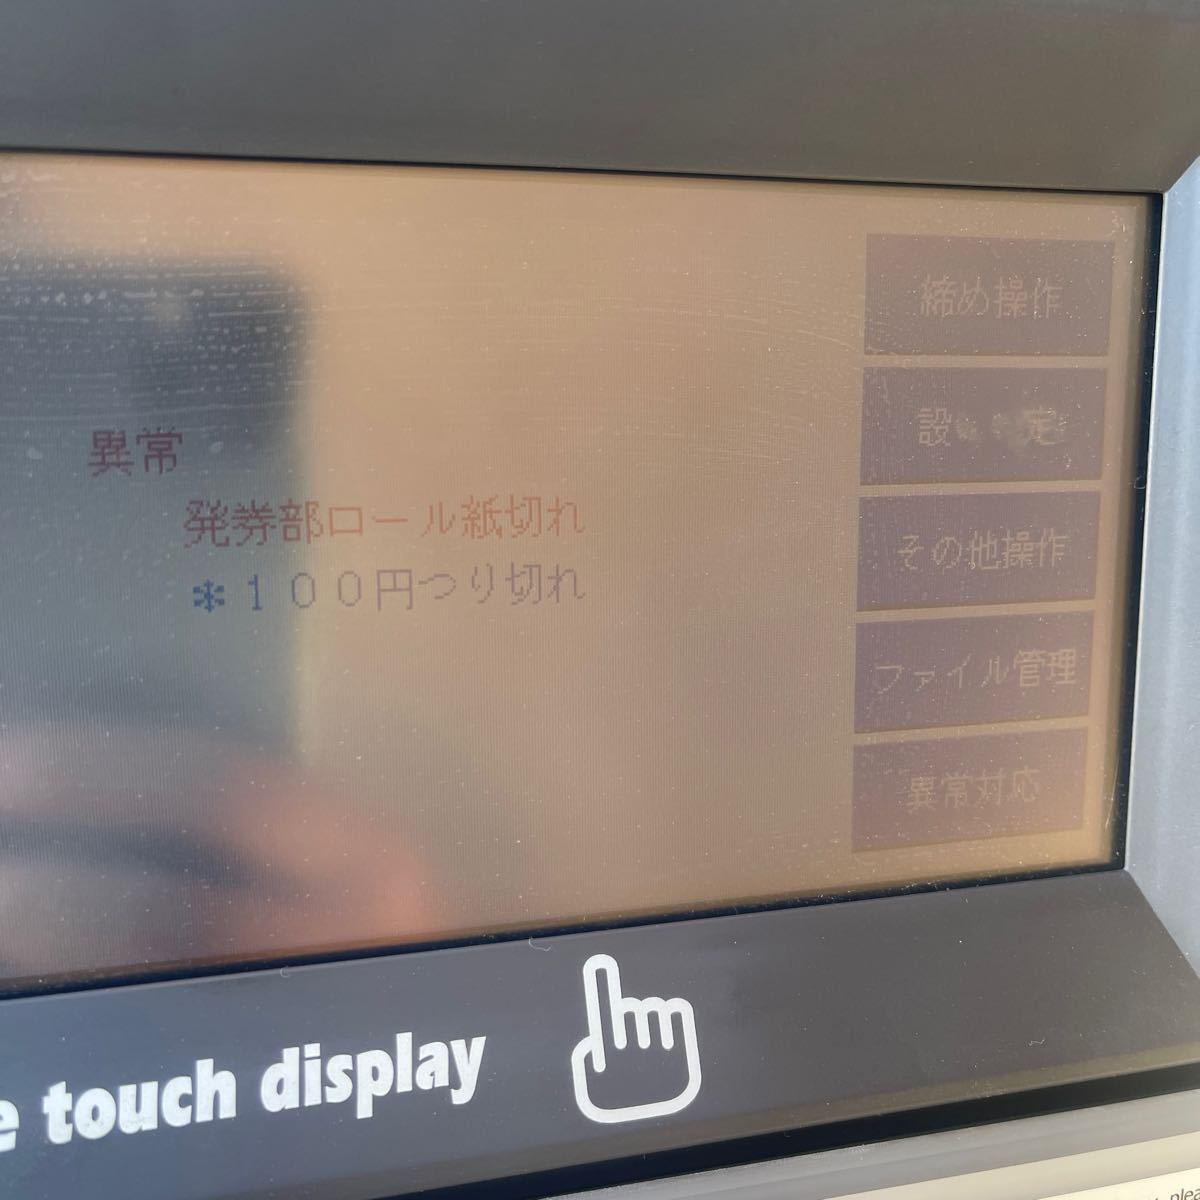 締め操作
設 定
異常
発券部ロール紙切れ
その他操作
*100円つり切れ
ファイル管理
異常対応
e touch display